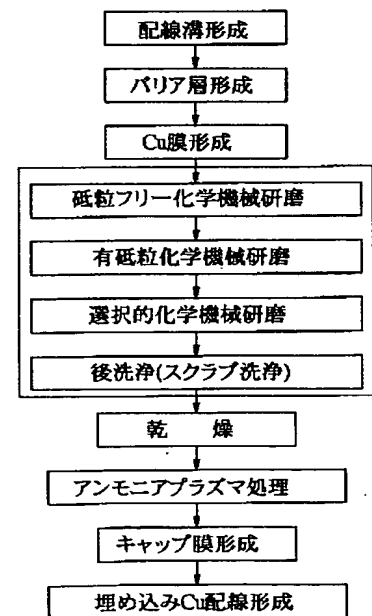 配線溝形成
バリア層形成
Cu膜形成
砥粒フリー化学機械研磨
有砥粒化学機械研磨
選択的化学機械研磨
後洗浄(スクラブ洗浄)
乾 燥
アンモニアプラズマ処理
キャップ膜形成
埋め込みCu配線形成